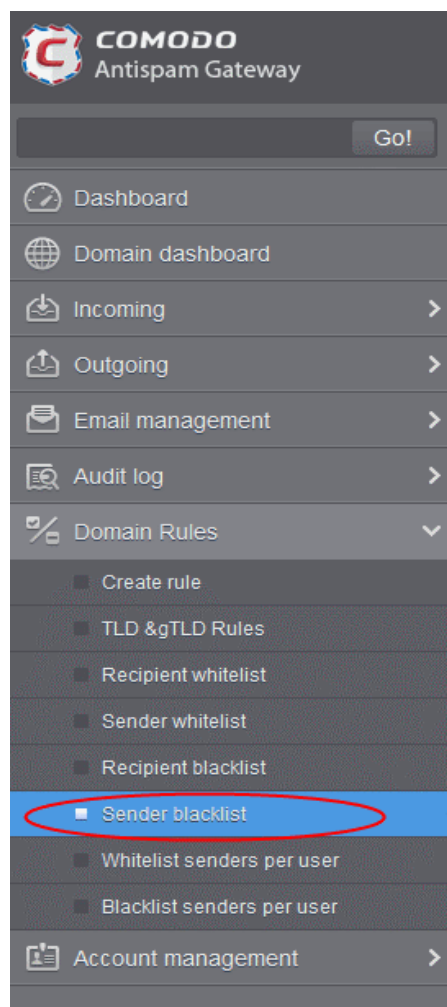 COMODO
Antispam Gateway
Go!
Dashboard
Domain dashboard
Incoming
Outgoing
Email management
Audit log
Domain Rules
Create rule
TLD &gTLD Rules
Recipient whitelist
Sender whitelist
Recipient blacklist
Sender blacklist
Whitelist senders per user
Blacklist senders per user
Account management